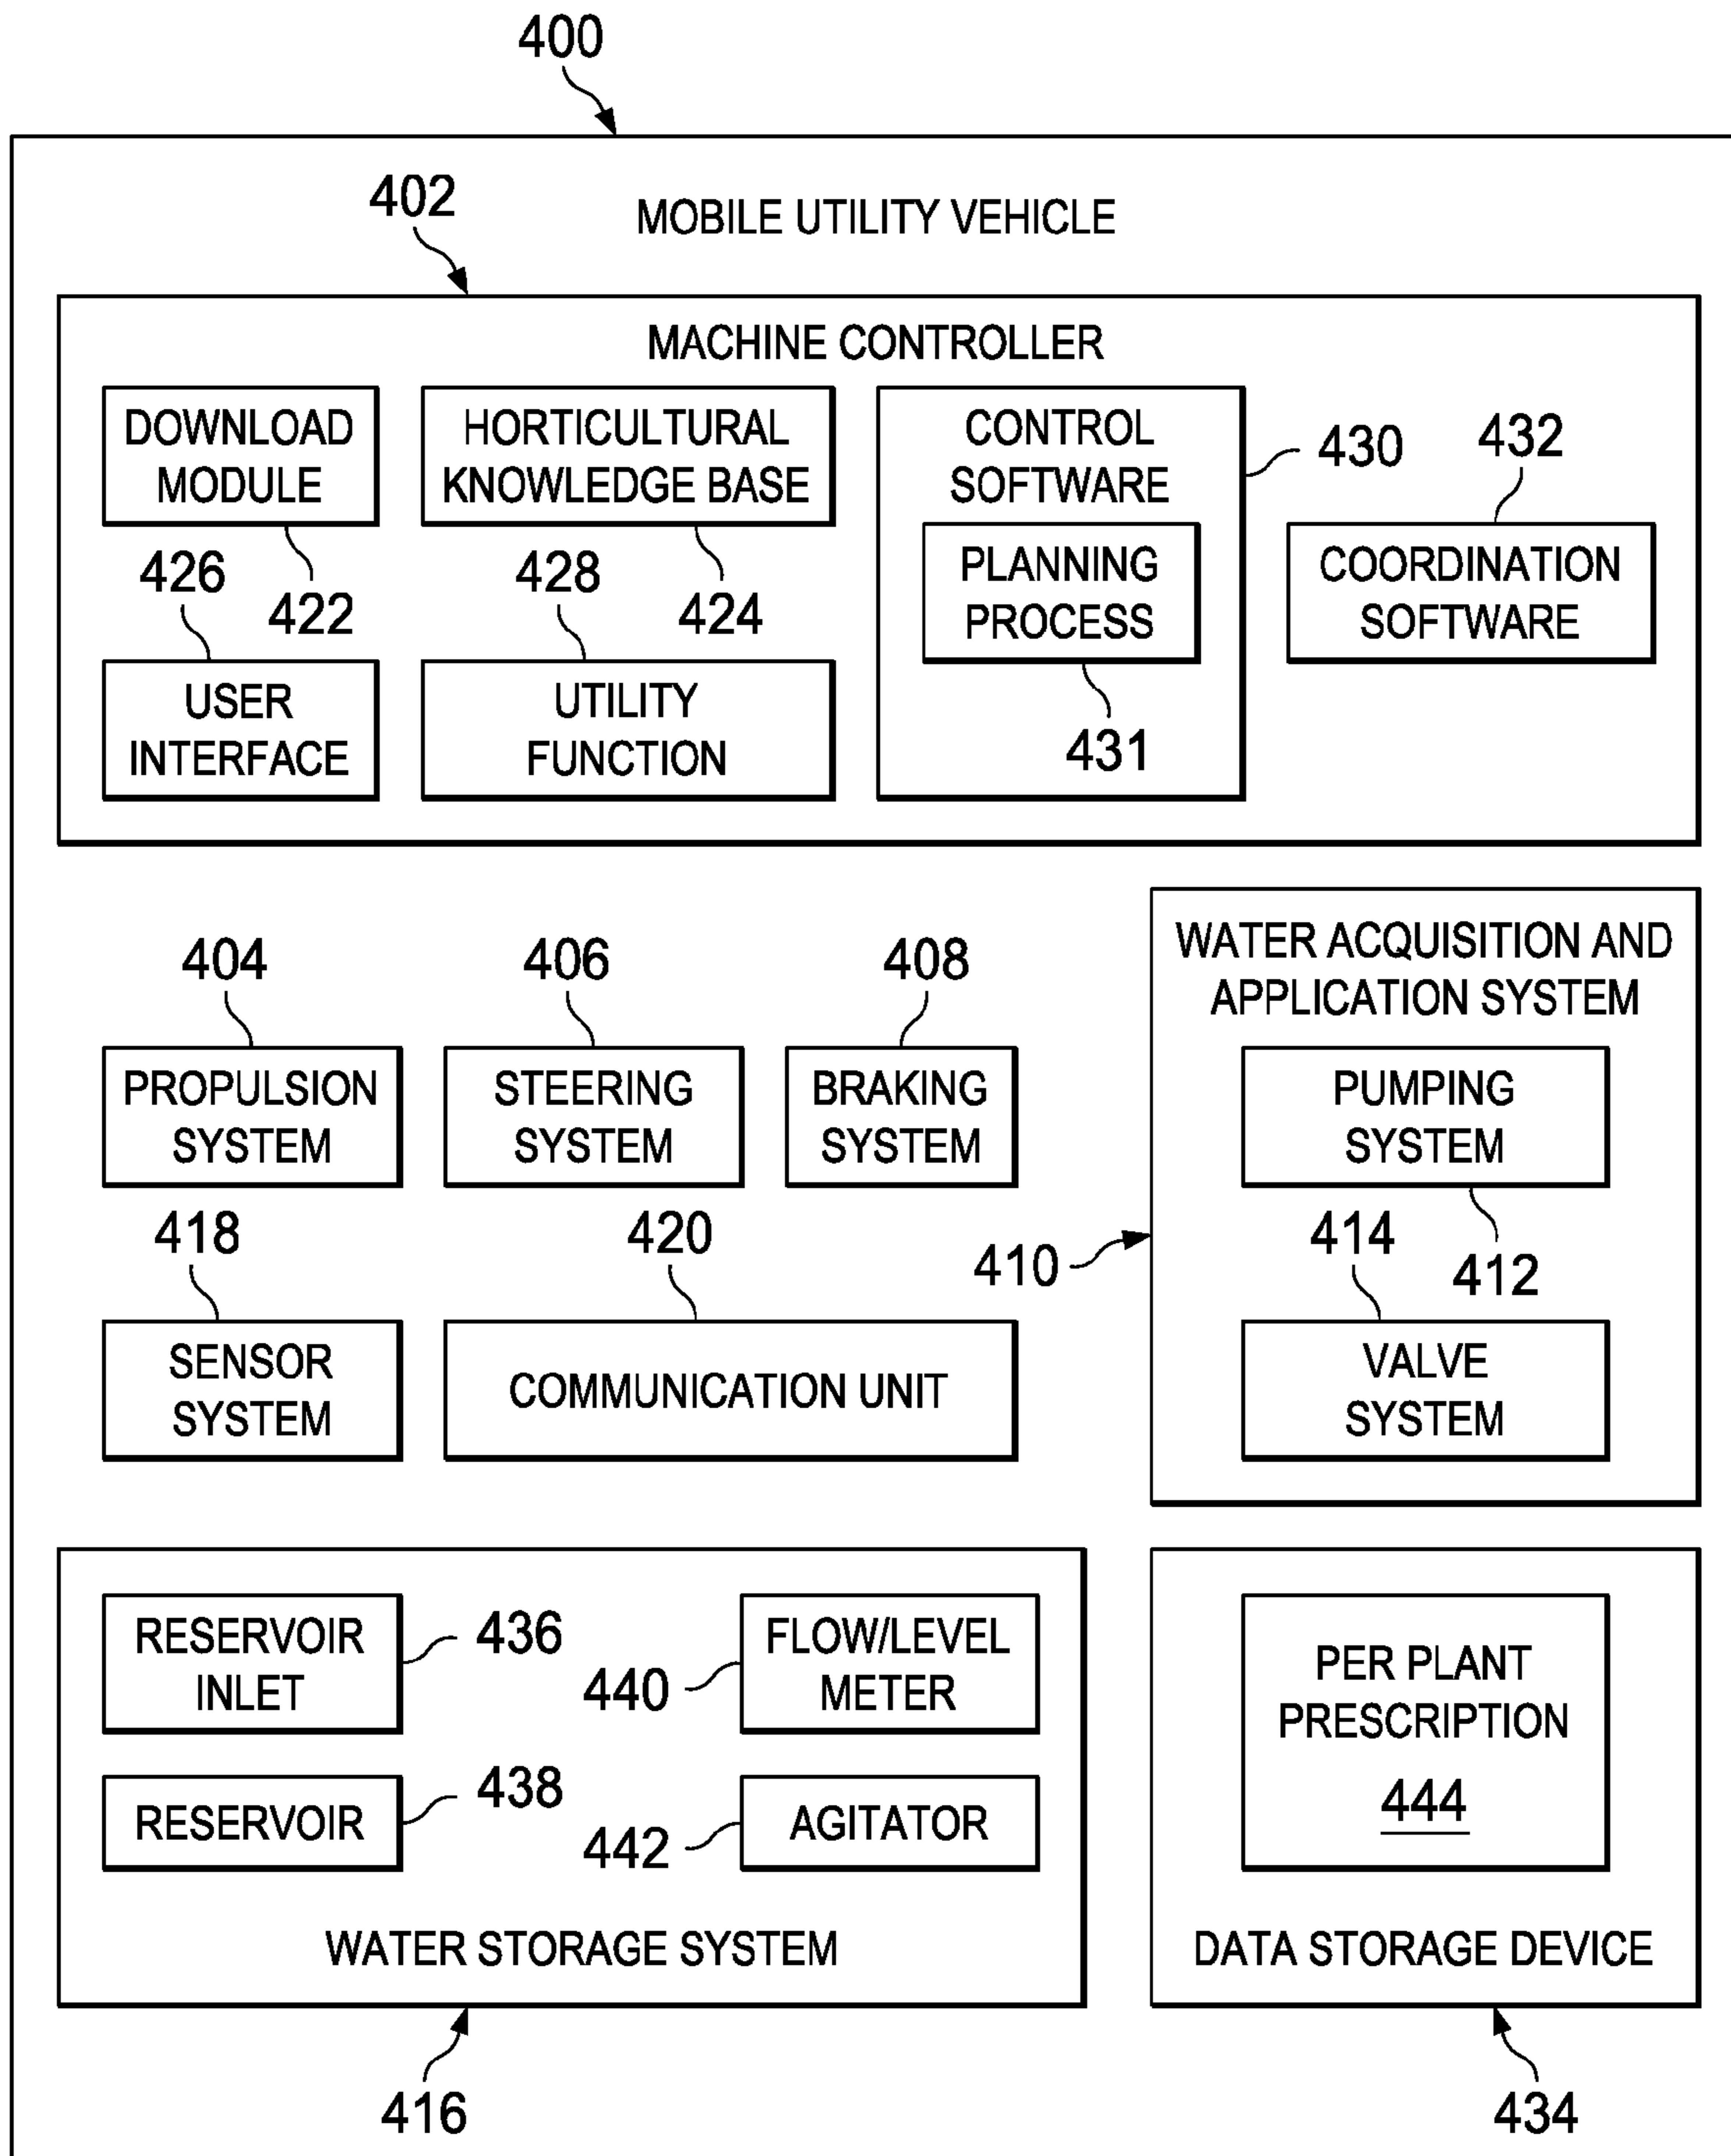 400
402
MOBILE UTILITY VEHICLE
MACHINE CONTROLLER
DOWNLOAD
MODULE
422
HORTICULTURAL
KNOWLEDGE BASE
424
CONTROL
SOFTWARE
430
PLANNING
PROCESS
431
432
COORDINATION
SOFTWARE
426
USER
INTERFACE
428
UTILITY
FUNCTION
404
PROPULSION
SYSTEM
406
STEERING
SYSTEM
408
BRAKING
SYSTEM
418
SENSOR
SYSTEM
420
COMMUNICATION UNIT
410
WATER ACQUISITION AND
APPLICATION SYSTEM
PUMPING
SYSTEM
412
414
VALVE
SYSTEM
RESERVOIR
INLET
436
440
FLOW/LEVEL
METER
RESERVOIR
438
442
AGITATOR
WATER STORAGE SYSTEM
416
PER PLANT
PRESCRIPTION
444
DATA STORAGE DEVICE
434